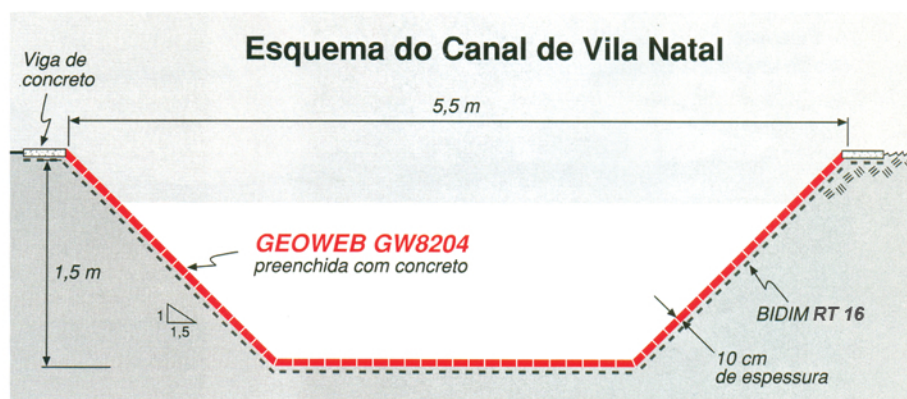 Esquema do Canal de Vila Natal
Viga de
concreto
5,5 m
GEOWEB GW8204
preenchida com concreto
1,5 m
1
1,5
BIDIM RT 16
10 cm
de espessura